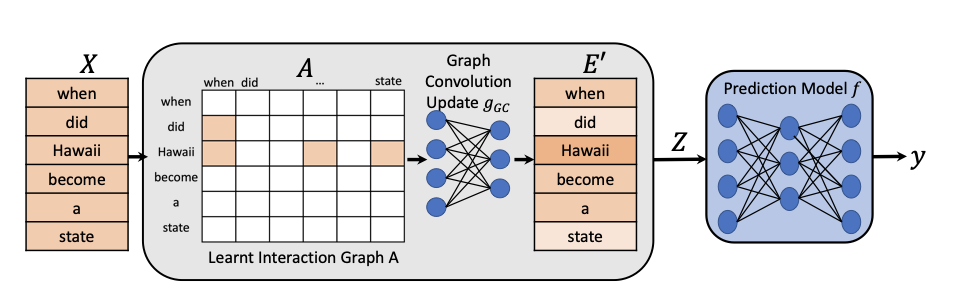 X
when
did
Hawaii
become
a
state
A
when did ... state
when
did
Hawaii
become
a
state
Learnt Interaction Graph A
Graph
Convolution
Update g_GC
E′
when
did
Hawaii
become
a
state
Z
Prediction Model f
y